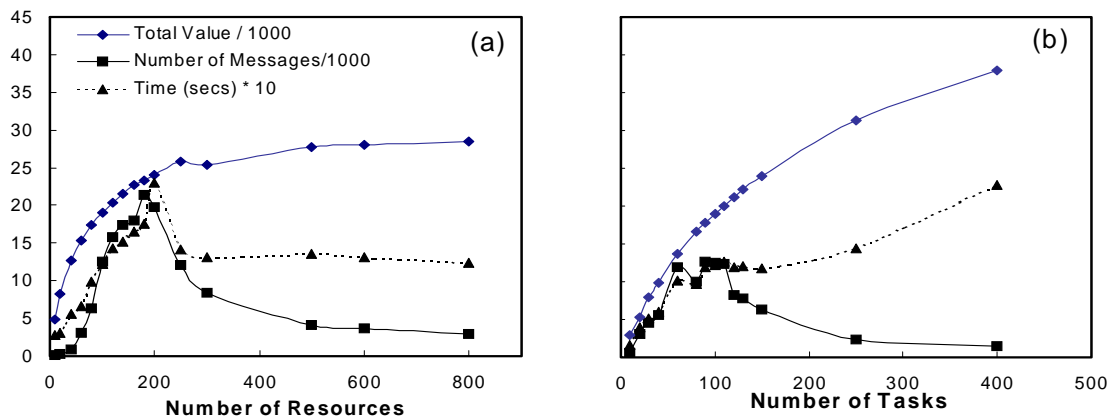 45
40
35
30
25
20
15
10
5
0
Total Value / 1000
Number of Messages/1000
Time (secs) * 10
(a)
0 200 400 600 800
Number of Resources
(b)
0 100 200 300 400 500
Number of Tasks